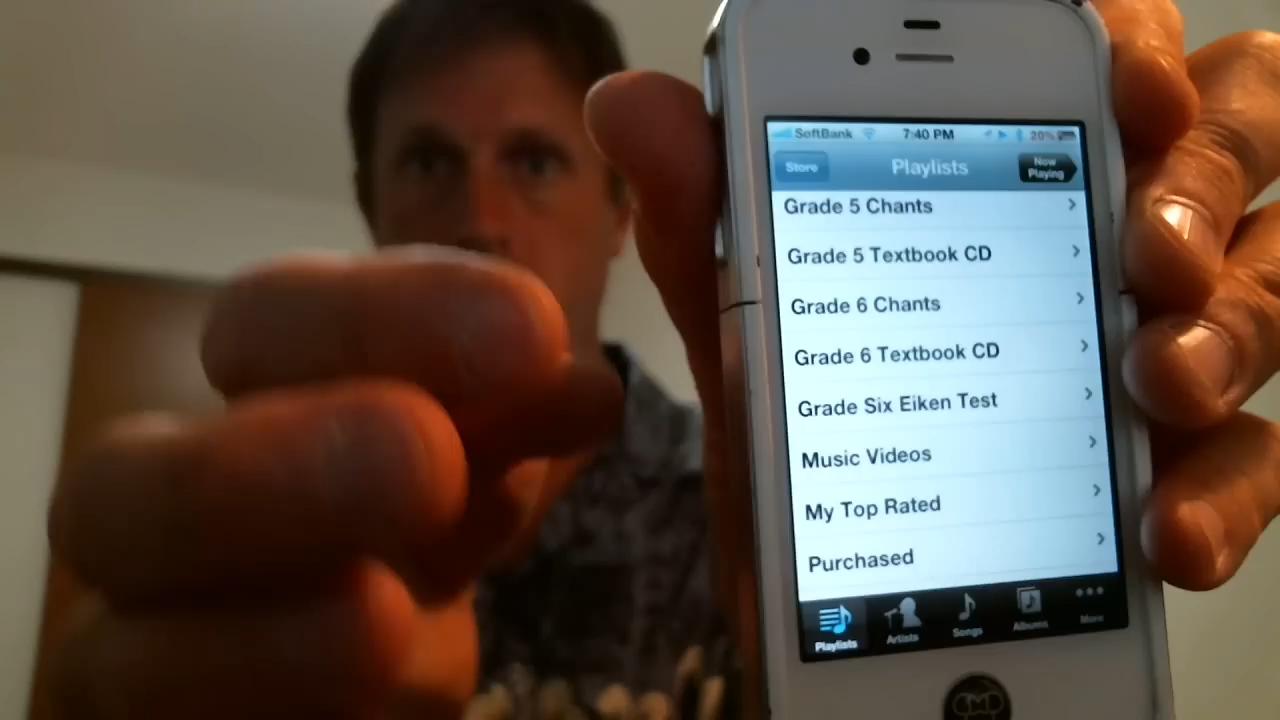 SoftBank 7:40 PM 20%
Store Playlists Now Playing
Grade 5 Chants
Grade 5 Textbook CD
Grade 6 Chants
Grade 6 Textbook CD
Grade Six Eiken Test
Music Videos
My Top Rated
Purchased
Playlists Artists Songs Albums More